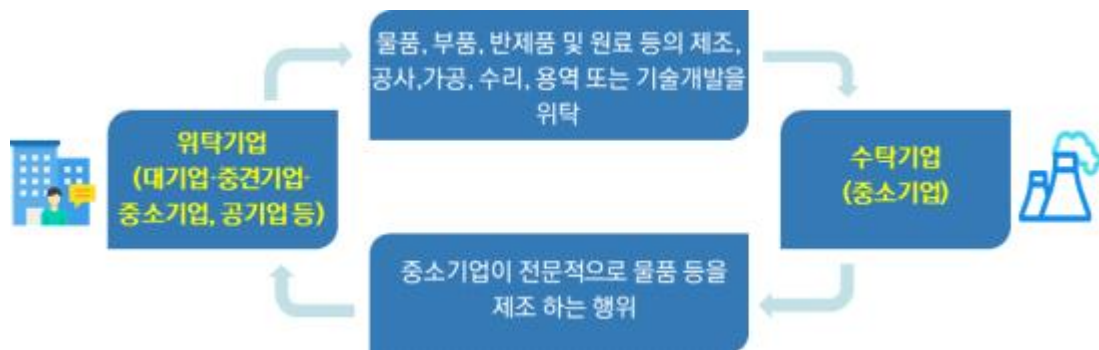 물품, 부품, 반제품 및 원료 등의 제조,
공사,가공, 수리, 용역 또는 기술개발을
위탁
위탁기업
(대기업·중견기업·
중소기업, 공기업 등)
수탁기업
(중소기업)
중소기업이 전문적으로 물품 등을
제조 하는 행위